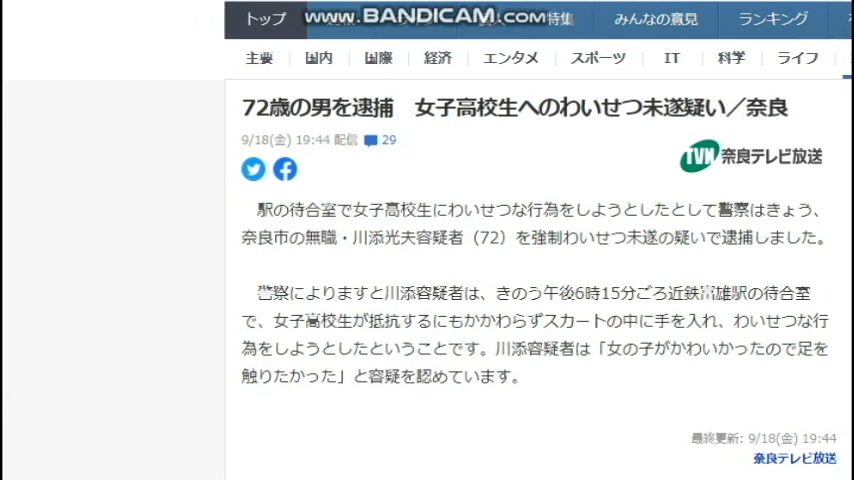 トップ
www.BANDICAM.com
特集
みんなの意見
ランキング
主要
国内
国際
経済
エンタメ
スポーツ
IT
科学
ライフ
72歳の男を逮捕　女子高校生へのわいせつ未遂疑い／奈良
9/18(金) 19:44 配信
29
TVN 奈良テレビ放送
駅の待合室で女子高校生にわいせつな行為をしようとしたとして警察はきょう、
奈良市の無職・川添光夫容疑者（72）を強制わいせつ未遂の疑いで逮捕しました。
警察によりますと川添容疑者は、きのう午後6時15分ごろ近鉄富雄駅の待合室
で、女子高校生が抵抗するにもかかわらずスカートの中に手を入れ、わいせつな行
為をしようとしたということです。川添容疑者は「女の子がかわいかったので足を
触りたかった」と容疑を認めています。
最終更新: 9/18(金) 19:44
奈良テレビ放送